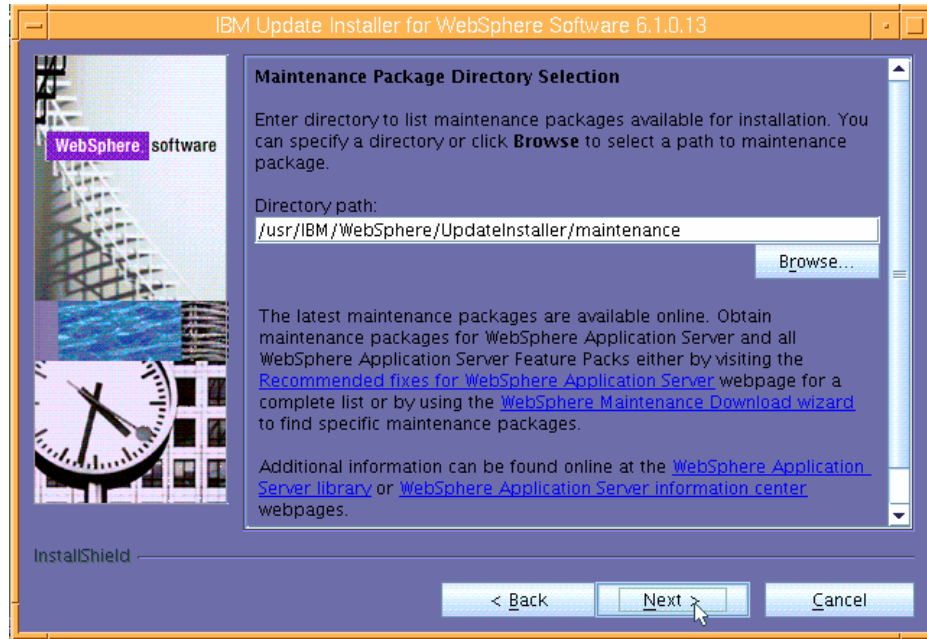 IBM Update Installer for WebSphere Software 6.1.0.13
WebSphere software
Maintenance Package Directory Selection
Enter directory to list maintenance packages available for installation. You
can specify a directory or click Browse to select a path to maintenance
package.
Directory path:
/usr/IBM/WebSphere/UpdateInstaller/maintenance
Browse...
The latest maintenance packages are available online. Obtain
maintenance packages for WebSphere Application Server and all
WebSphere Application Server Feature Packs either by visiting the
Recommended fixes for WebSphere Application Server webpage for a
complete list or by using the WebSphere Maintenance Download wizard
to find specific maintenance packages.
Additional information can be found online at the WebSphere Application
Server library or WebSphere Application Server information center
webpages.
InstallShield
< Back
Next >
Cancel